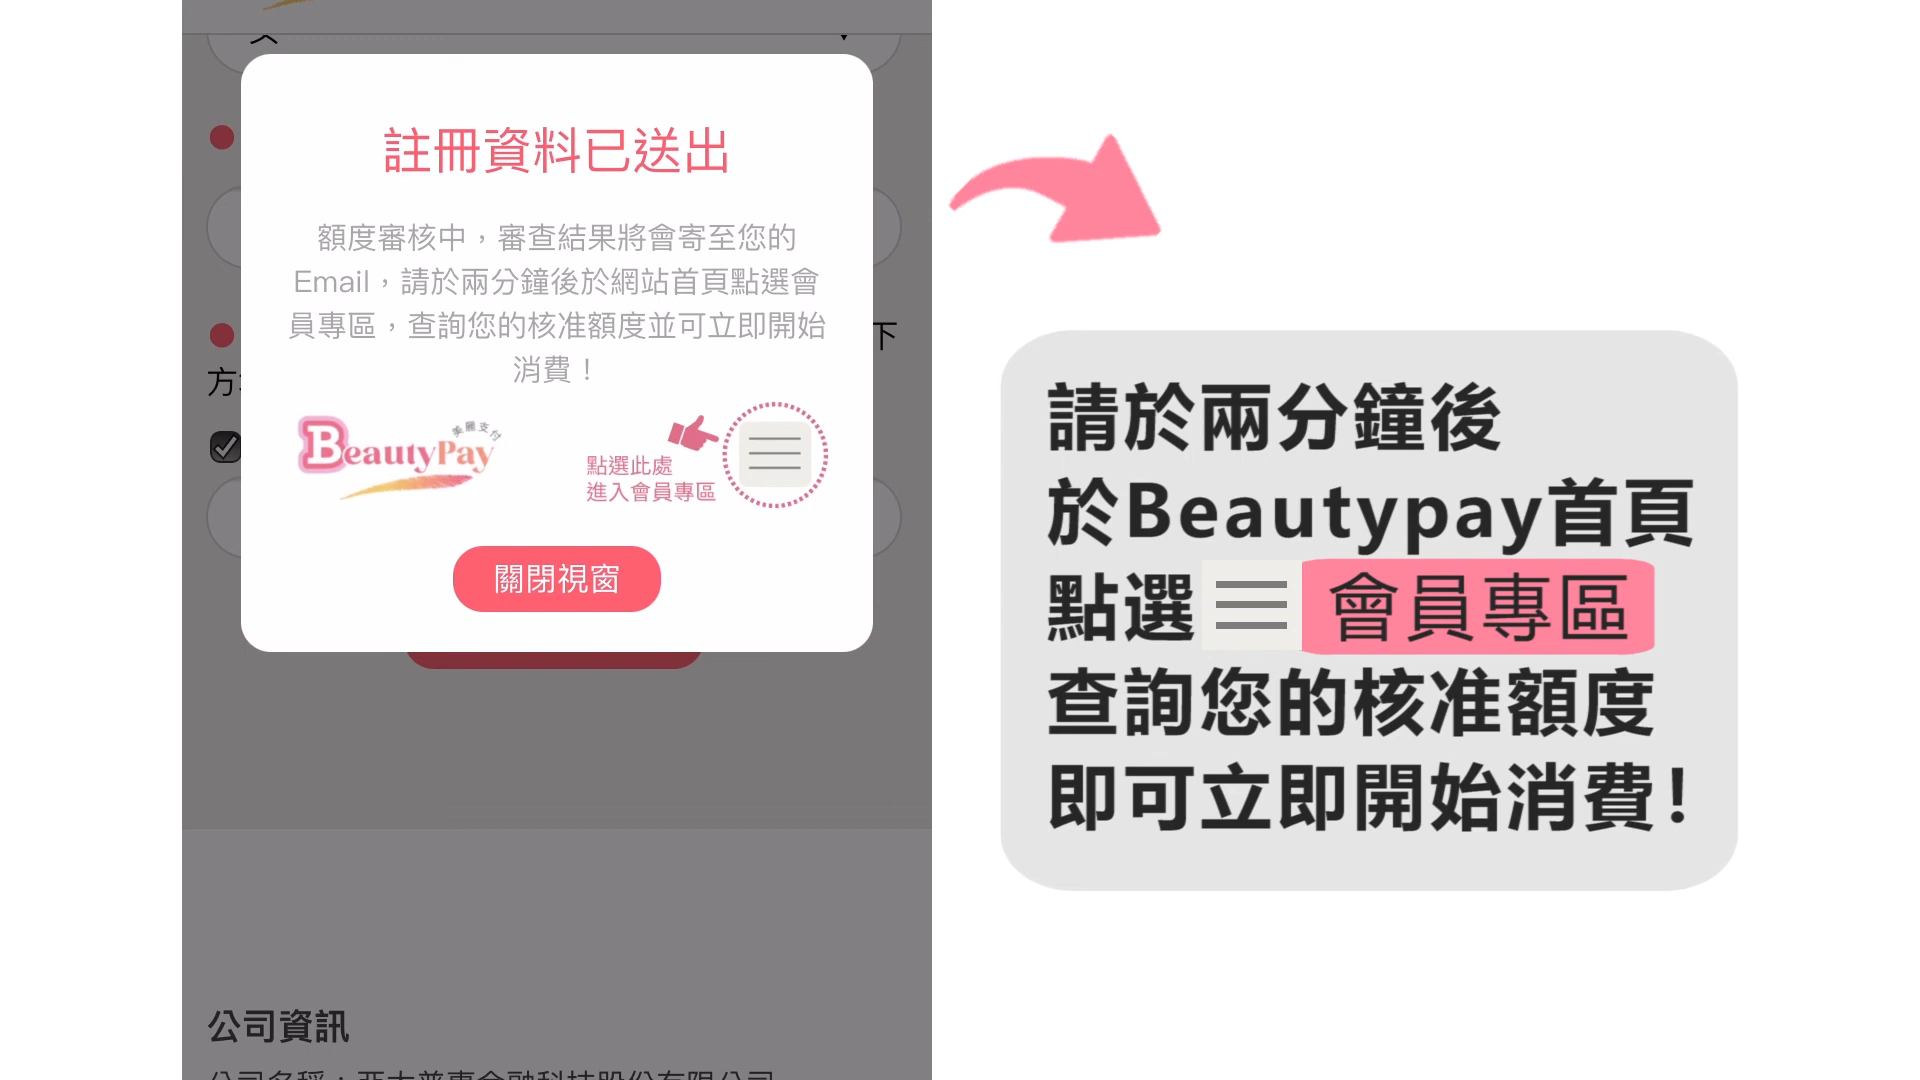 註冊資料已送出
額度審核中，審查結果將會寄至您的
Email，請於兩分鐘後於網站首頁點選會
員專區，查詢您的核准額度並可立即開始
消費！
BeautyPay
美麗支付
點選此處
進入會員專區
關閉視窗
下
方
公司資訊
請於兩分鐘後
於Beautypay首頁
點選 會員專區
查詢您的核准額度
即可立即開始消費!